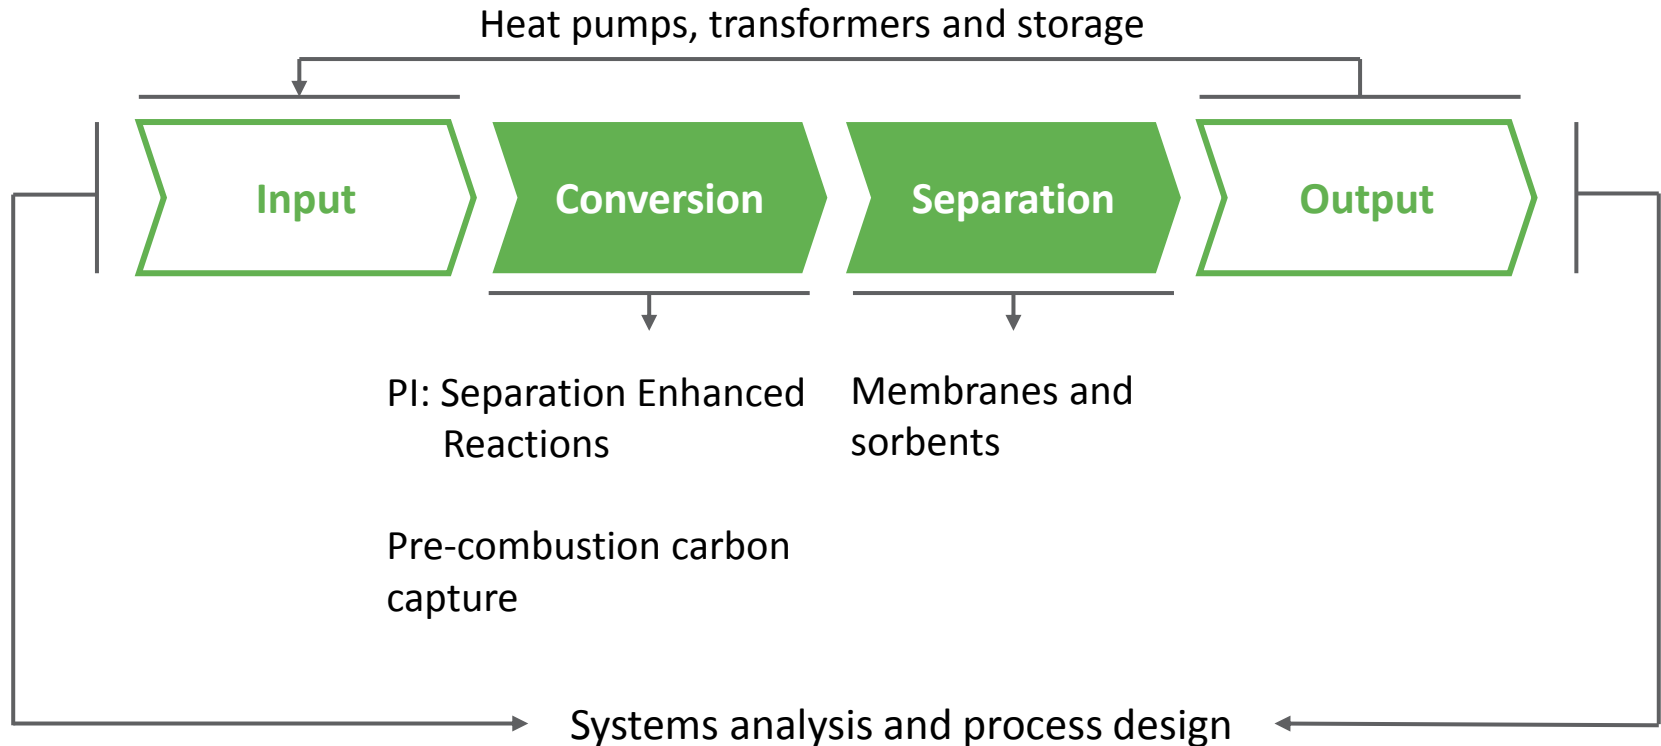 Heat pumps, transformers and storage
Input
Conversion
Separation
Output
PI: Separation Enhanced
Reactions
Pre-combustion carbon
capture
Membranes and
sorbents
Systems analysis and process design